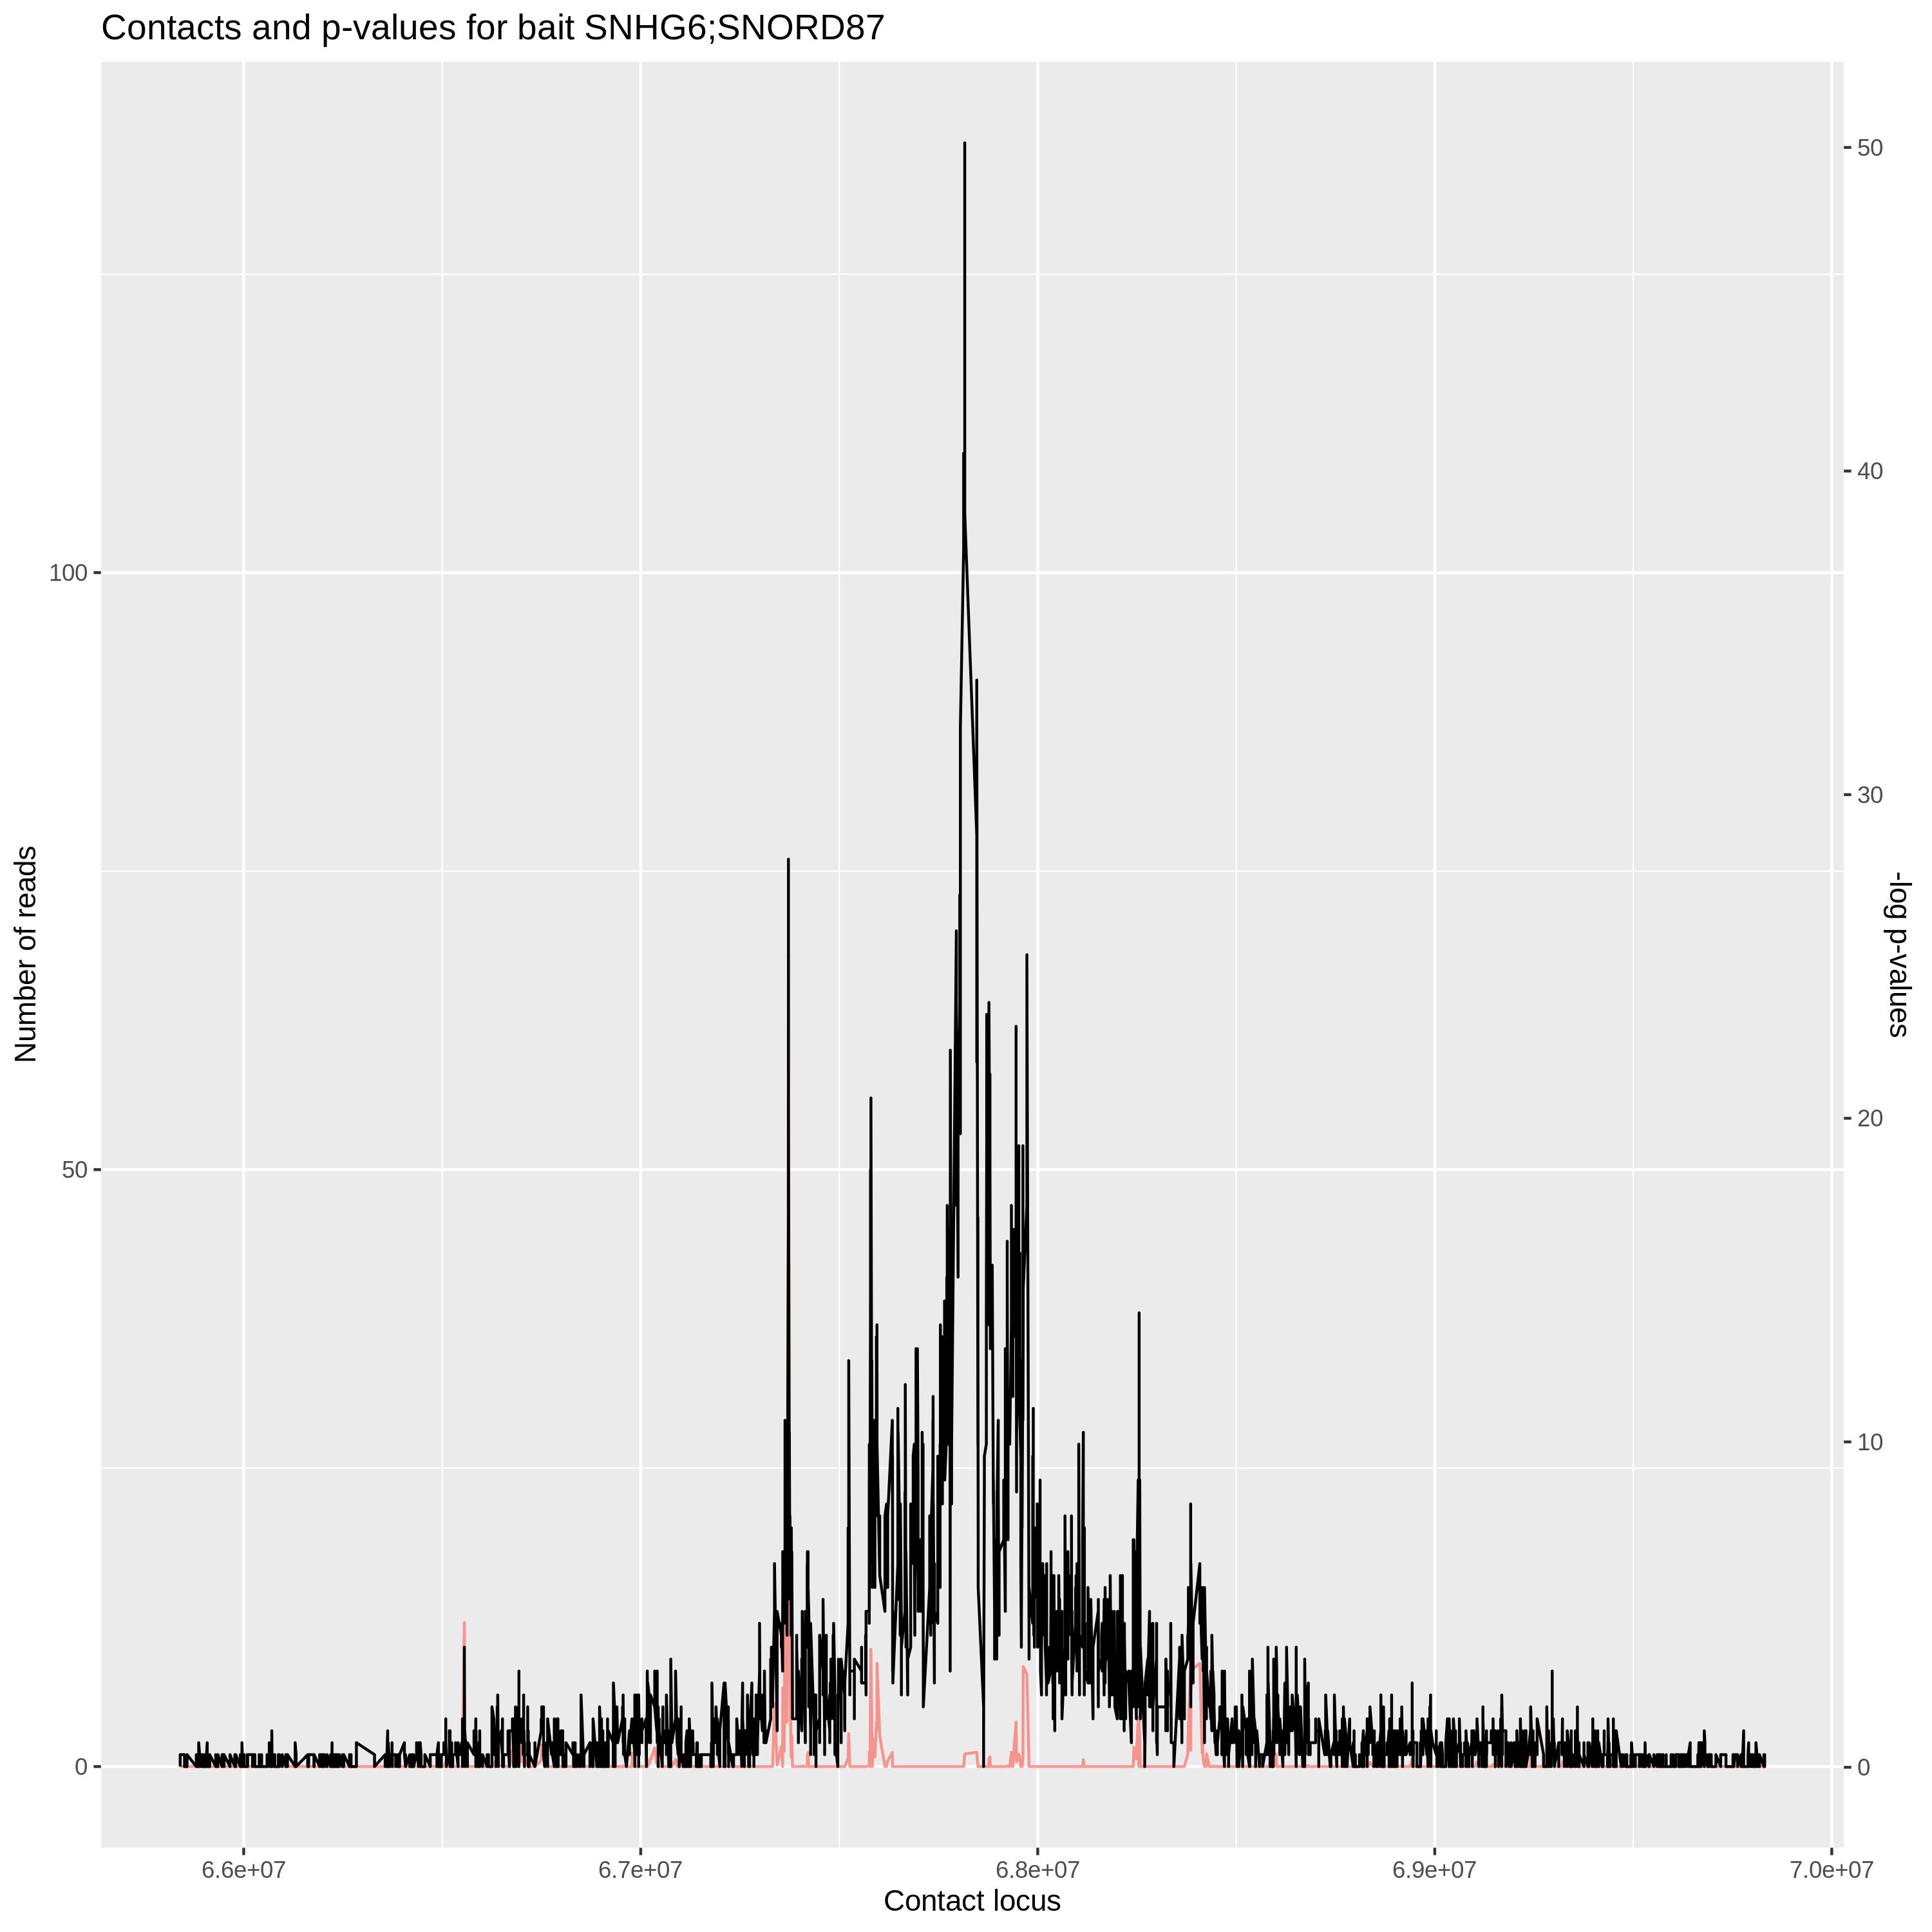 Contacts and p-values for bait SNHG6;SNORD87
Number of reads
100
50
0
50
40
30
20
10
0
-log p-values
6.6e+07 6.7e+07 6.8e+07 6.9e+07 7.0e+07
Contact locus